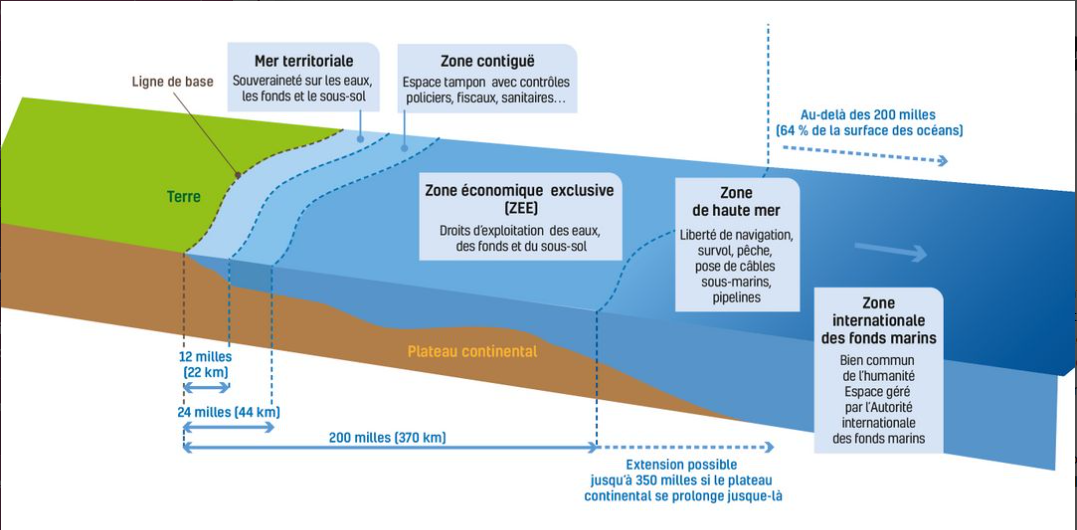 Ligne de base
Mer territoriale
Souveraineté sur les eaux,
les fonds et le sous-sol
Zone contiguë
Espace tampon avec contrôles
policiers, fiscaux, sanitaires...
Au-delà des 200 milles
(64 % de la surface des océans)
Terre
Zone économique exclusive
(ZEE)
Droits d'exploitation des eaux,
des fonds et du sous-sol
Zone
de haute mer
Liberté de navigation,
survol, pêche,
pose de câbles
sous-marins,
pipelines
Zone
internationale
des fonds marins
Bien commun
de l'humanité
Espace géré
par l'Autorité
internationale
des fonds marins
Plateau continental
12 milles
(22 km)
24 milles (44 km)
200 milles (370 km)
Extension possible
jusqu'à 350 milles si le plateau
continental se prolonge jusque-là